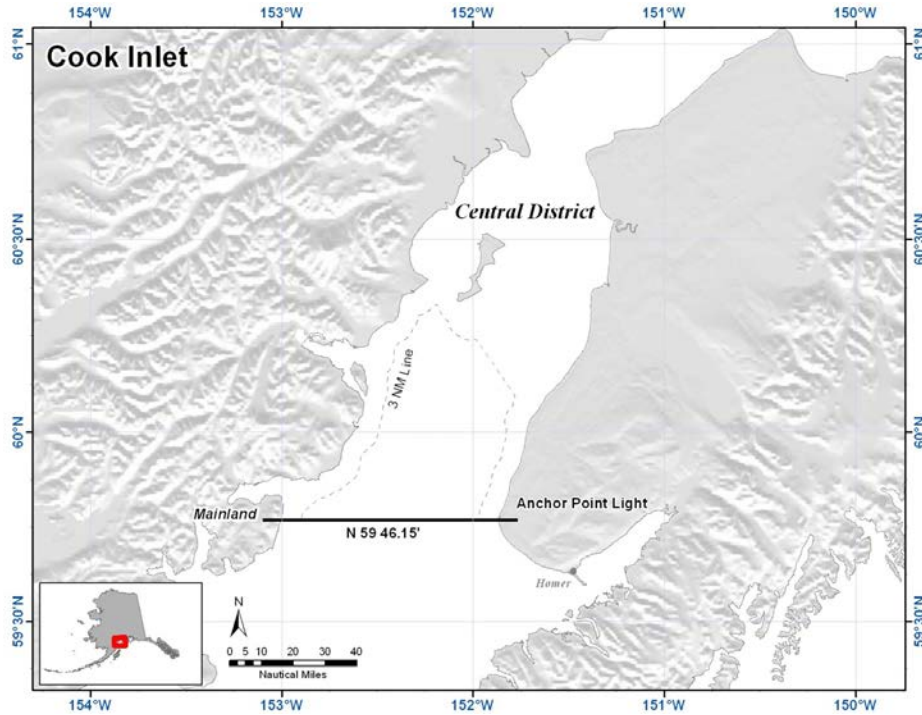 154°W 153°W 152°W 151°W 150°W
61°N 61°N
Cook Inlet
Central District
60°30'N 60°30'N
3 NM Line
60°N 60°N
Mainland
Anchor Point Light
N 59 46.15'
Homer
59°30'N 59°30'N
N
0 5 10 20 30 40
Nautical Miles
154°W 153°W 152°W 151°W 150°W